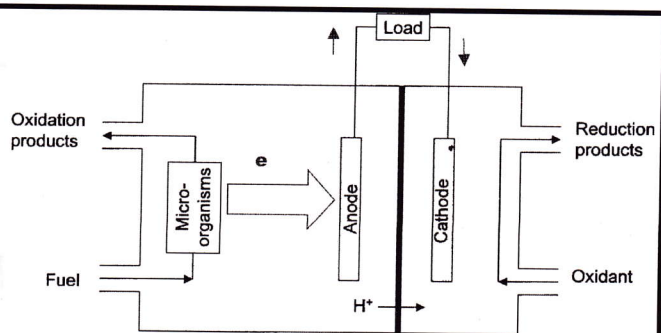 Load
Oxidation
products
Reduction
products
e
Micro-
organisms
Anode
Cathode
Fuel
Oxidant
H⁺